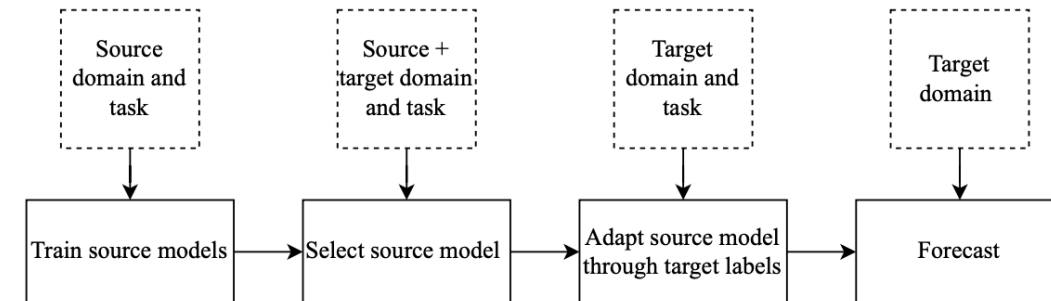 Source
domain and
task
Source +
target domain
and task
Target
domain and
task
Target
domain
Train source models
Select source model
Adapt source model
through target labels
Forecast